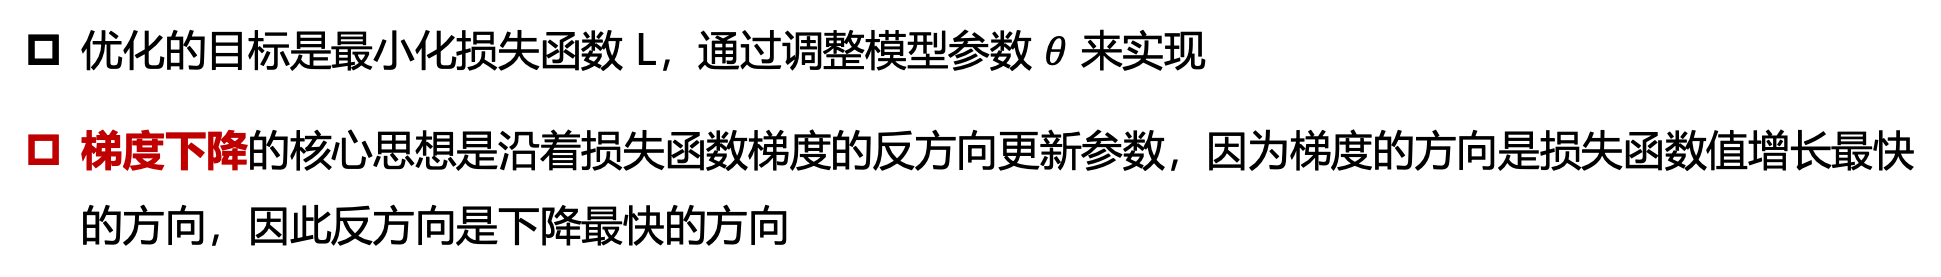 优化的目标是最小化损失函数 L，通过调整模型参数 θ 来实现
梯度下降的核心思想是沿着损失函数梯度的反方向更新参数，因为梯度的方向是损失函数值增长最快
的方向，因此反方向是下降最快的方向